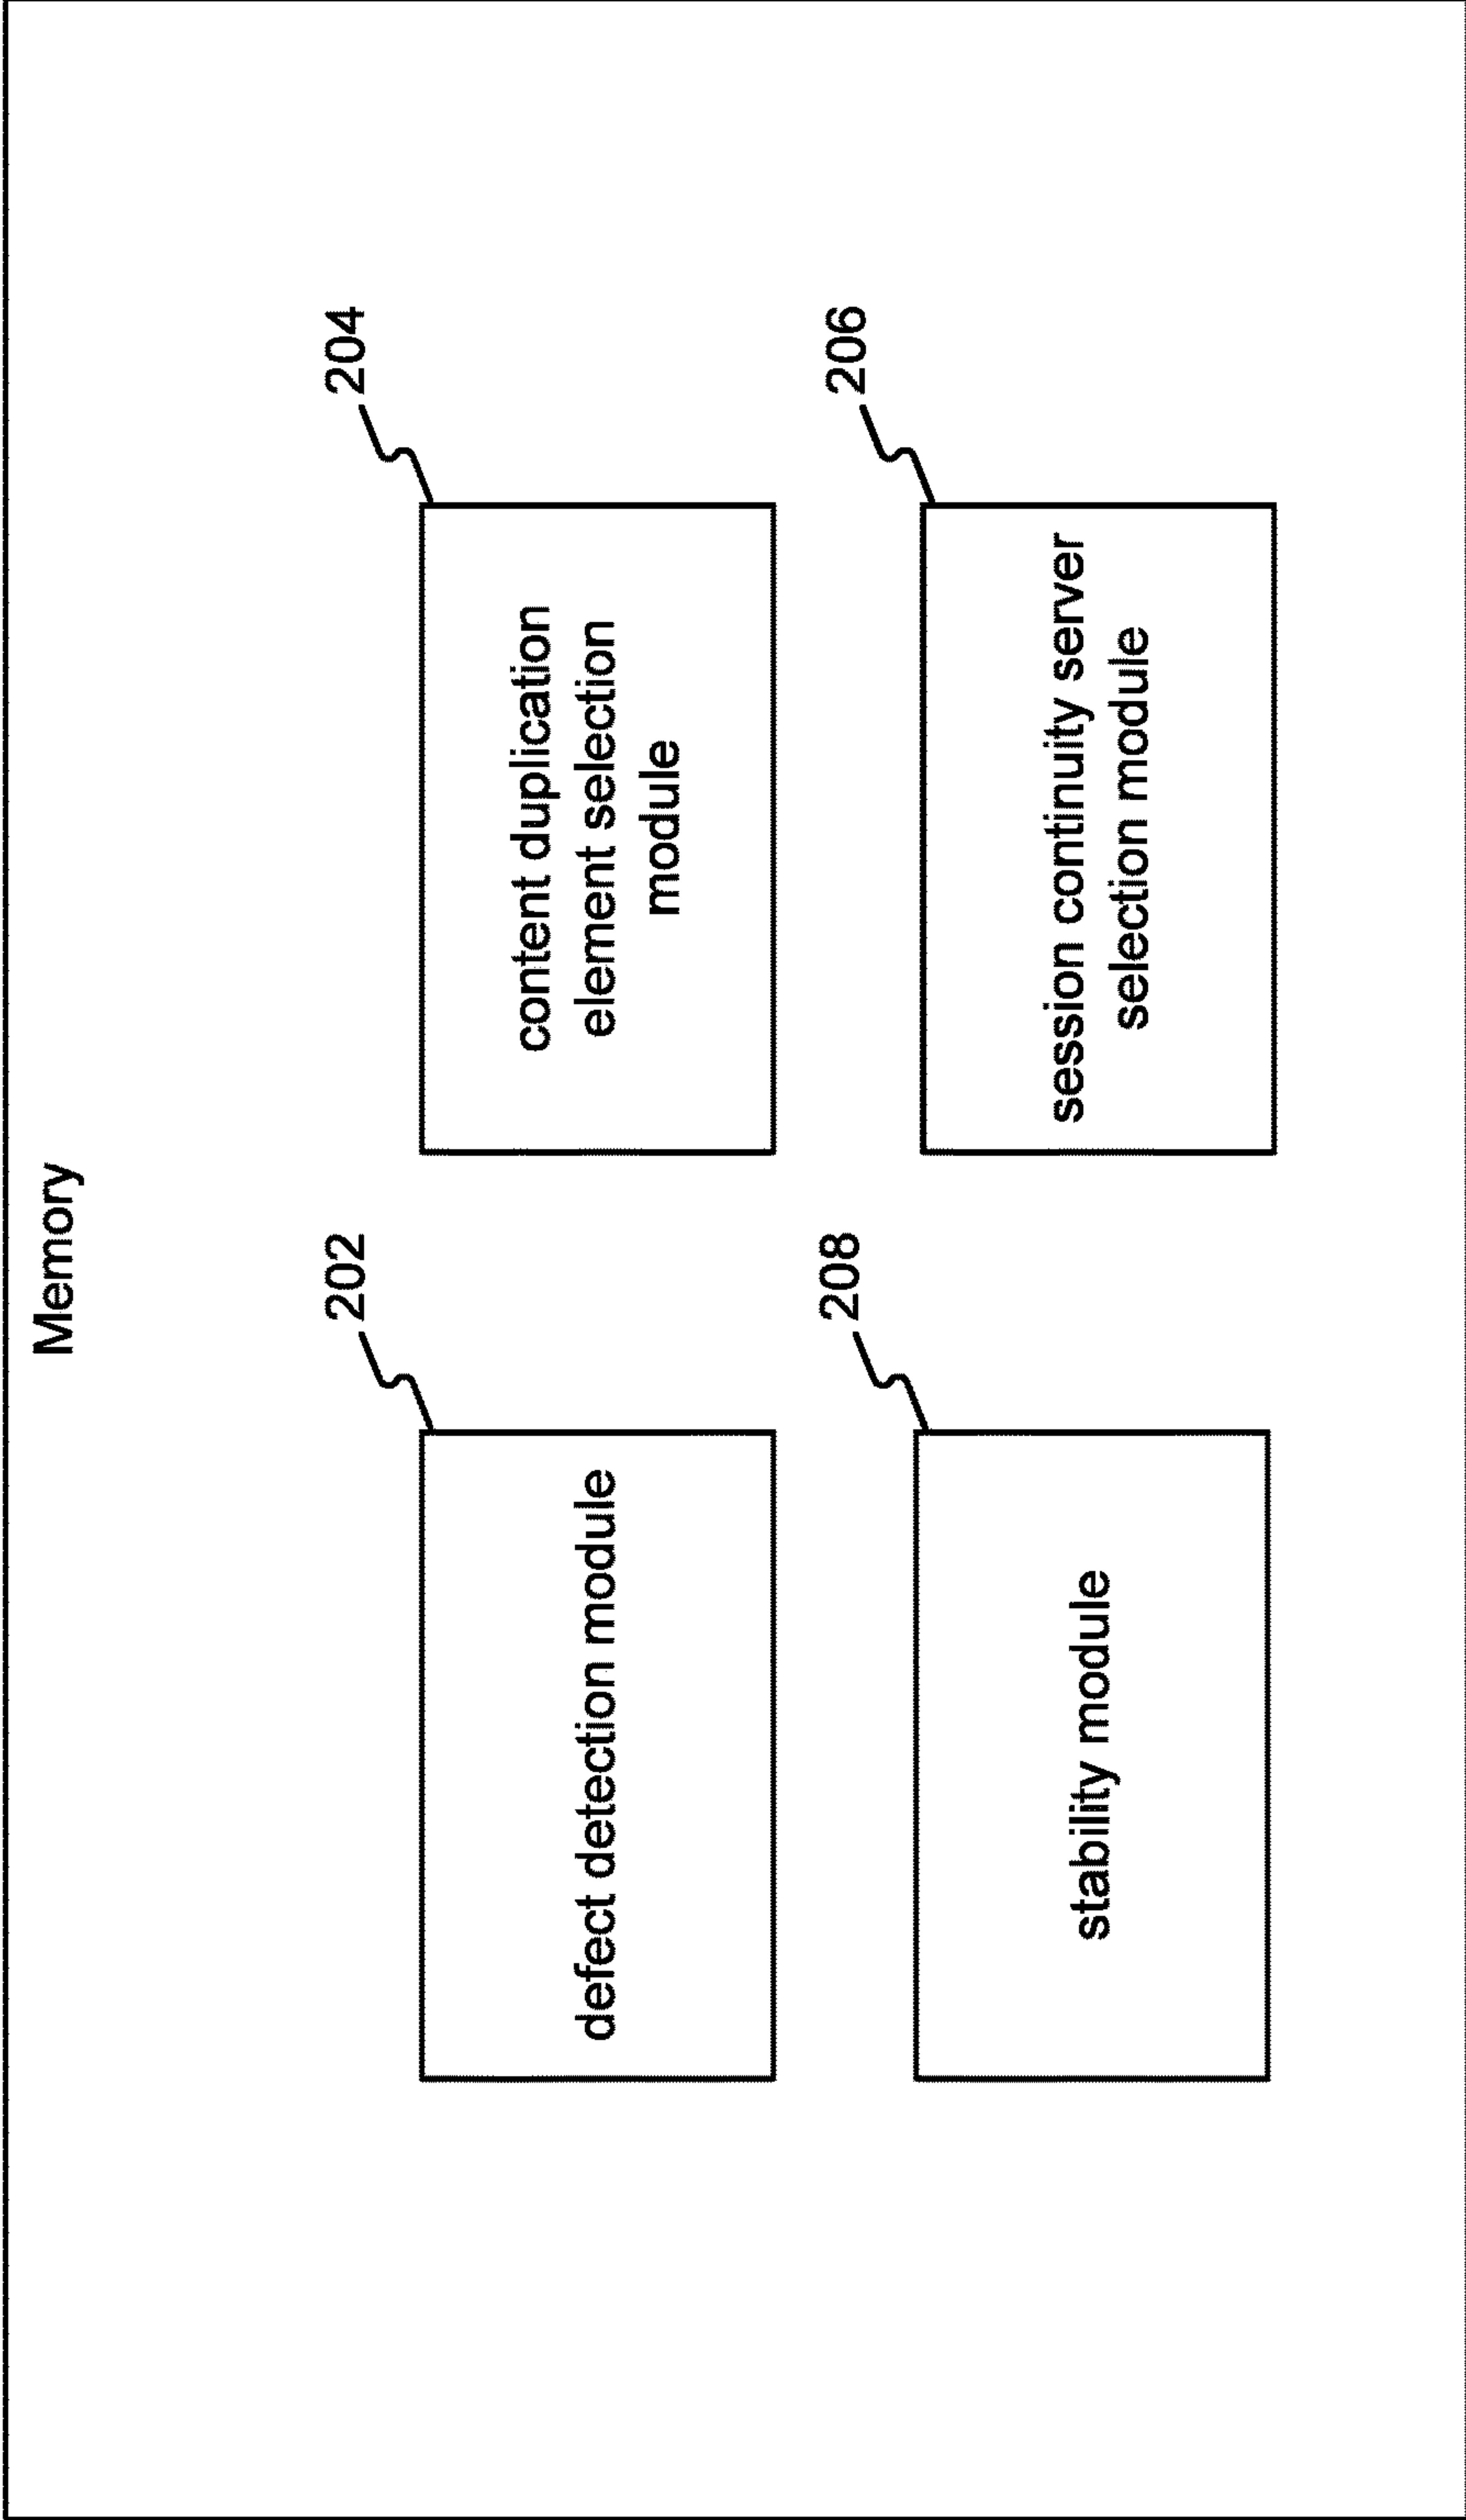 Memory
202
defect detection module
204
content duplication
element selection
module
208
stability module
206
session continuity server
selection module